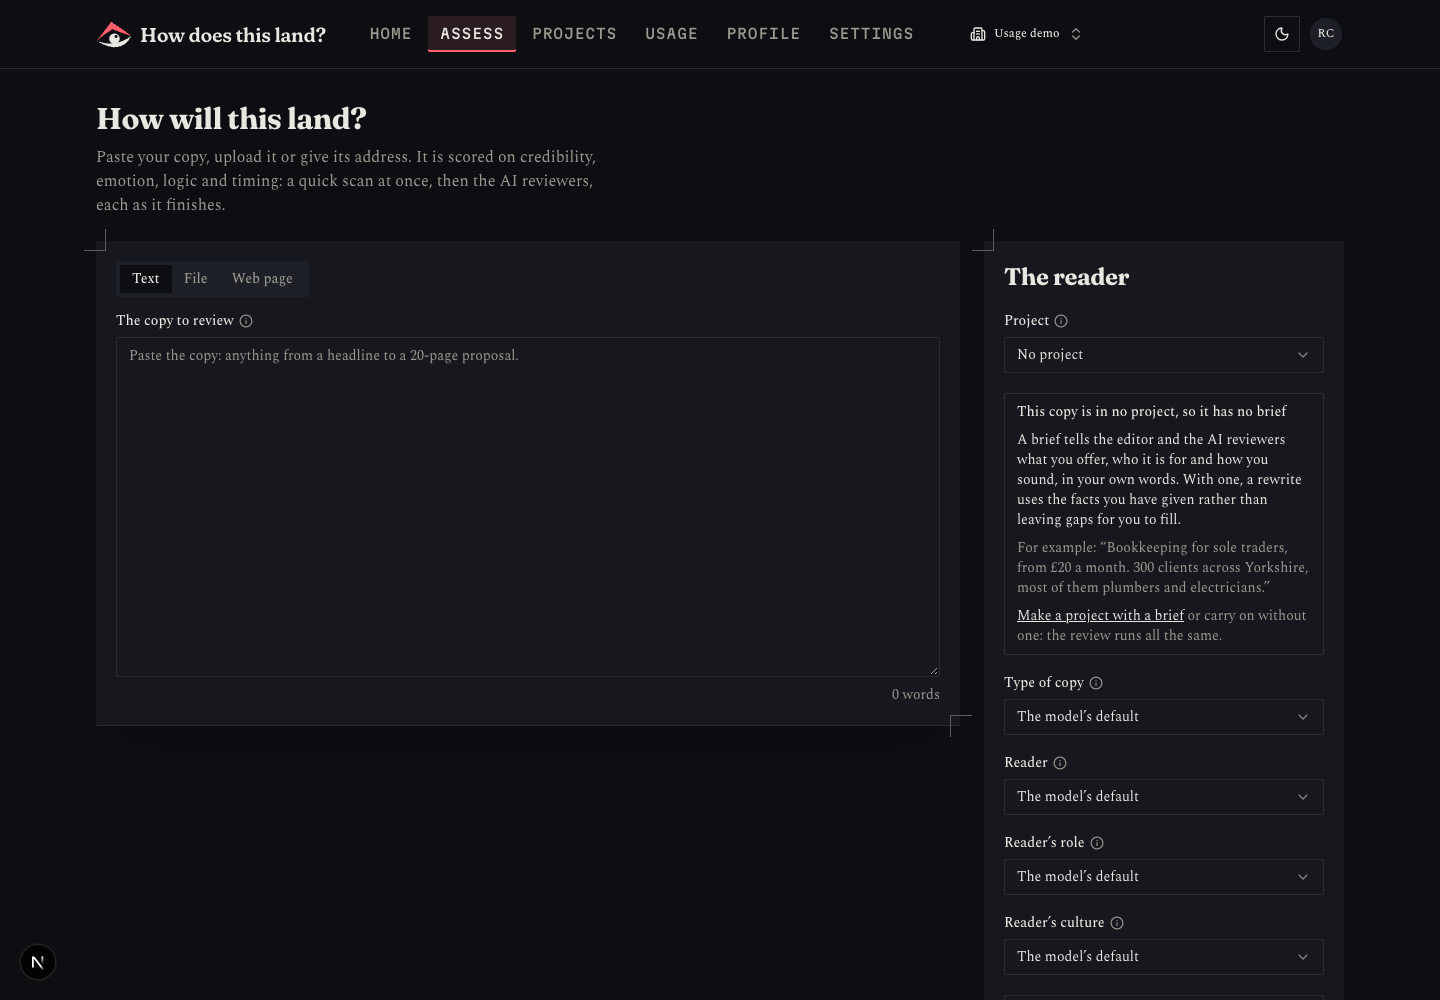 How does this land?
HOME
ASSESS
PROJECTS
USAGE
PROFILE
SETTINGS
Usage demo
RC
How will this land?
Paste your copy, upload it or give its address. It is scored on credibility,
emotion, logic and timing: a quick scan at once, then the AI reviewers,
each as it finishes.
Text
File
Web page
The copy to review
Paste the copy: anything from a headline to a 20-page proposal.
0 words
The reader
Project
No project
This copy is in no project, so it has no brief
A brief tells the editor and the AI reviewers
what you offer, who it is for and how you
sound, in your own words. With one, a rewrite
uses the facts you have given rather than
leaving gaps for you to fill.
For example: “Bookkeeping for sole traders,
from £20 a month. 300 clients across Yorkshire,
most of them plumbers and electricians.”
Make a project with a brief or carry on without
one: the review runs all the same.
Type of copy
The model’s default
Reader
The model’s default
Reader’s role
The model’s default
Reader’s culture
The model’s default
N